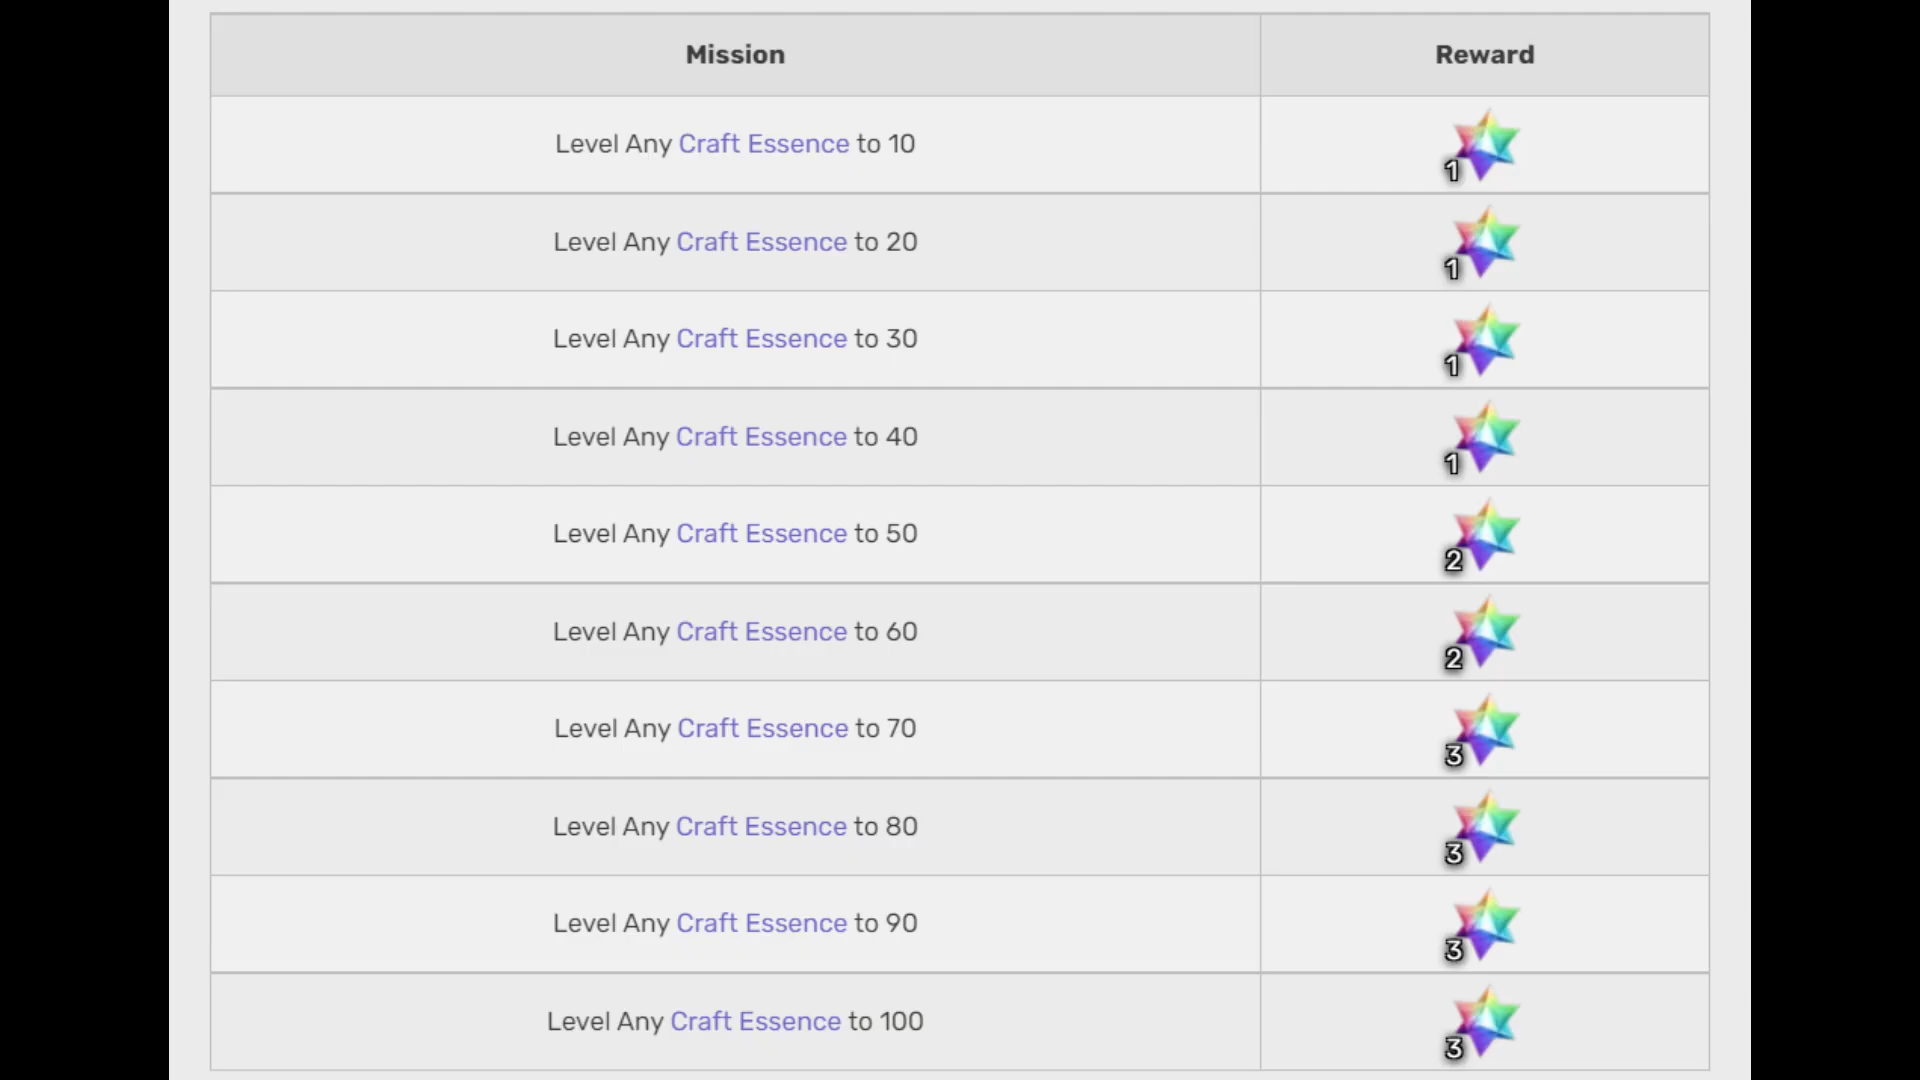 Mission Reward
Level Any Craft Essence to 10 1
Level Any Craft Essence to 20 1
Level Any Craft Essence to 30 1
Level Any Craft Essence to 40 1
Level Any Craft Essence to 50 2
Level Any Craft Essence to 60 2
Level Any Craft Essence to 70 3
Level Any Craft Essence to 80 3
Level Any Craft Essence to 90 3
Level Any Craft Essence to 100 3